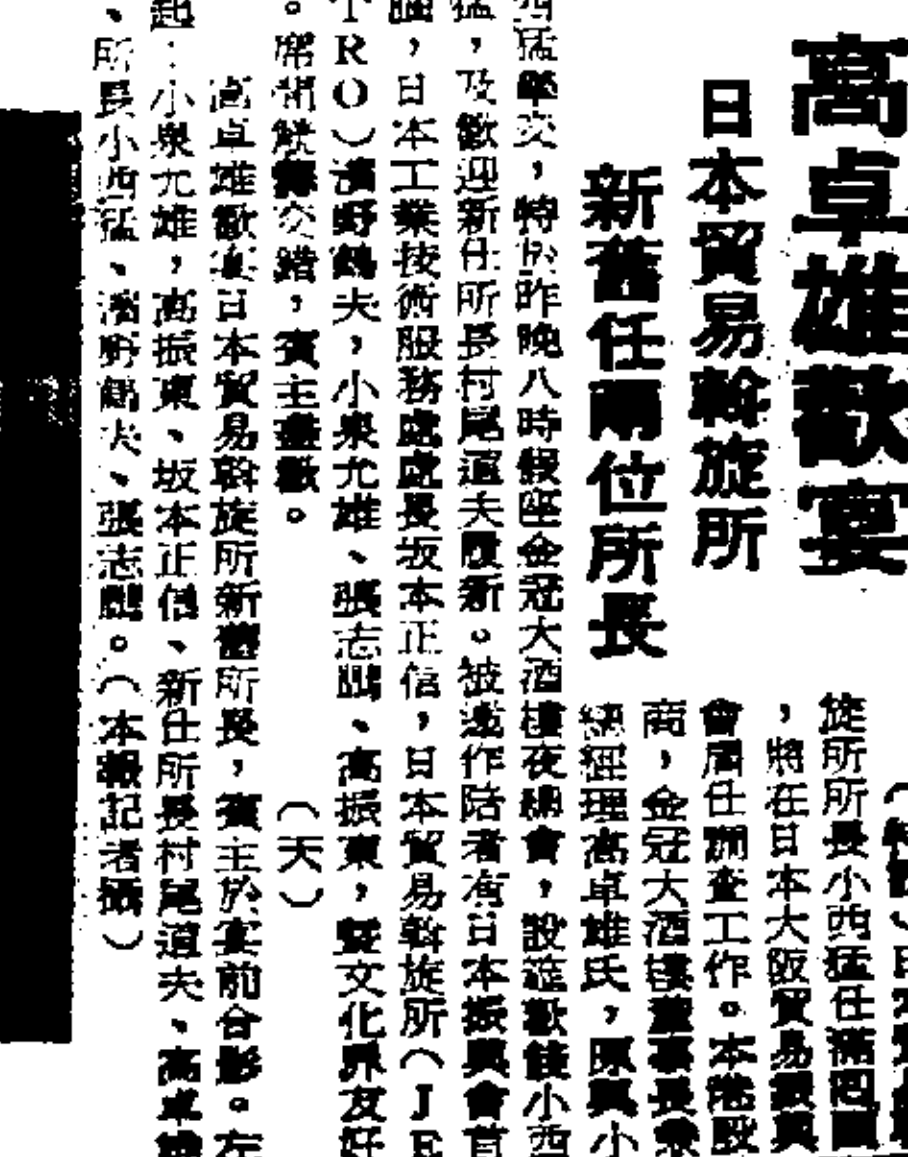 高卓雄歡宴
日本貿易斡旋所
新舊任兩位所長
旋所所長小西猛任滿回國
，將在日本大阪貿易振興
會屬任調查工作。本港殷
商，金冠大酒樓董事長兼
總經理高卓雄氏，原與小
西猛擧交，特於昨晚八時假座金冠大酒樓夜總會，設筵歡餞小西
猛，及歡迎新任所長村尾道夫履新。被邀作陪者有日本振興會首
腦，日本工業技術服務處處長坂本正信，日本貿易斡旋所（JE
TRO）濱野鶴夫，小泉允雄、張志鵬、高振東，暨文化界友好
。席間觥籌交錯，賓主盡歡。（天）
高卓雄歡宴日本貿易斡旋所新舊所長，賓主於宴前合影。左
起：小泉允雄，高振東、坂本正信、新任所長村尾道夫、高卓雄
、所長小西猛、濱野鶴夫、張志鵬。（本報記者攝）